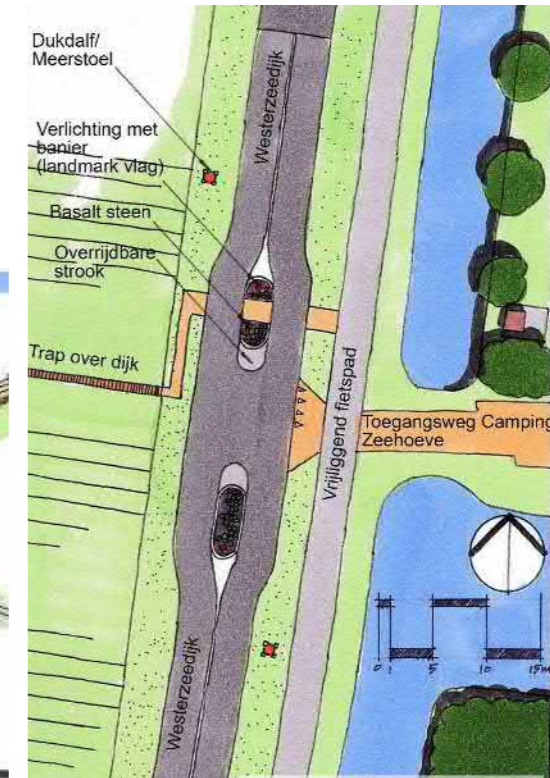 Dukdalf/
Meerstoel
Westerzeedijk
Verlichting met
banier
(landmark vlag)
Basalt steen
Overrijdbare
strook
Trap over dijk
Toegangsweg Camping
Zeehoeve
Vrijliggend fietspad
Westerzeedijk
0 1 5 10 15m